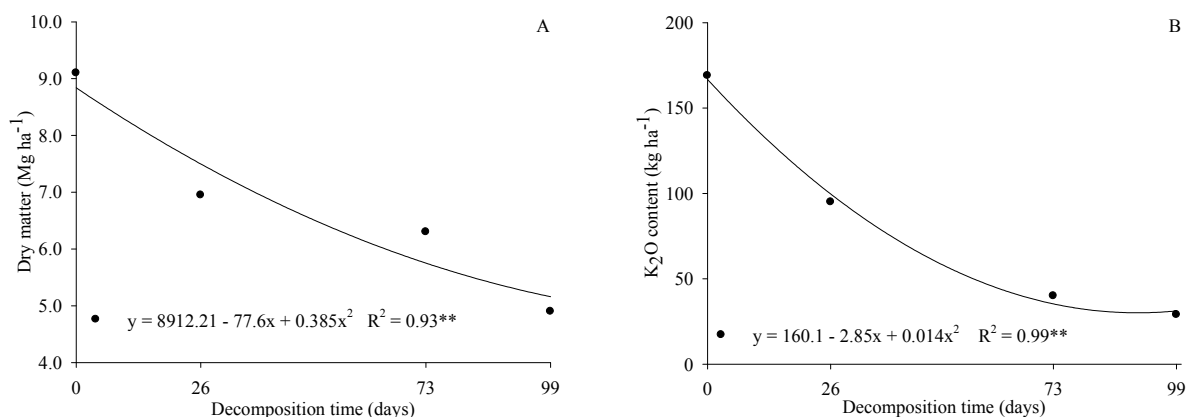 A
Dry matter (Mg ha⁻¹)
10.0
9.0
8.0
7.0
6.0
5.0
4.0
y = 8912.21 - 77.6x + 0.385x² R² = 0.93**
0 26 73 99
Decomposition time (days)
B
K₂O content (kg ha⁻¹)
200
150
100
50
0
y = 160.1 - 2.85x + 0.014x² R² = 0.99**
0 26 73 99
Decomposition time (days)